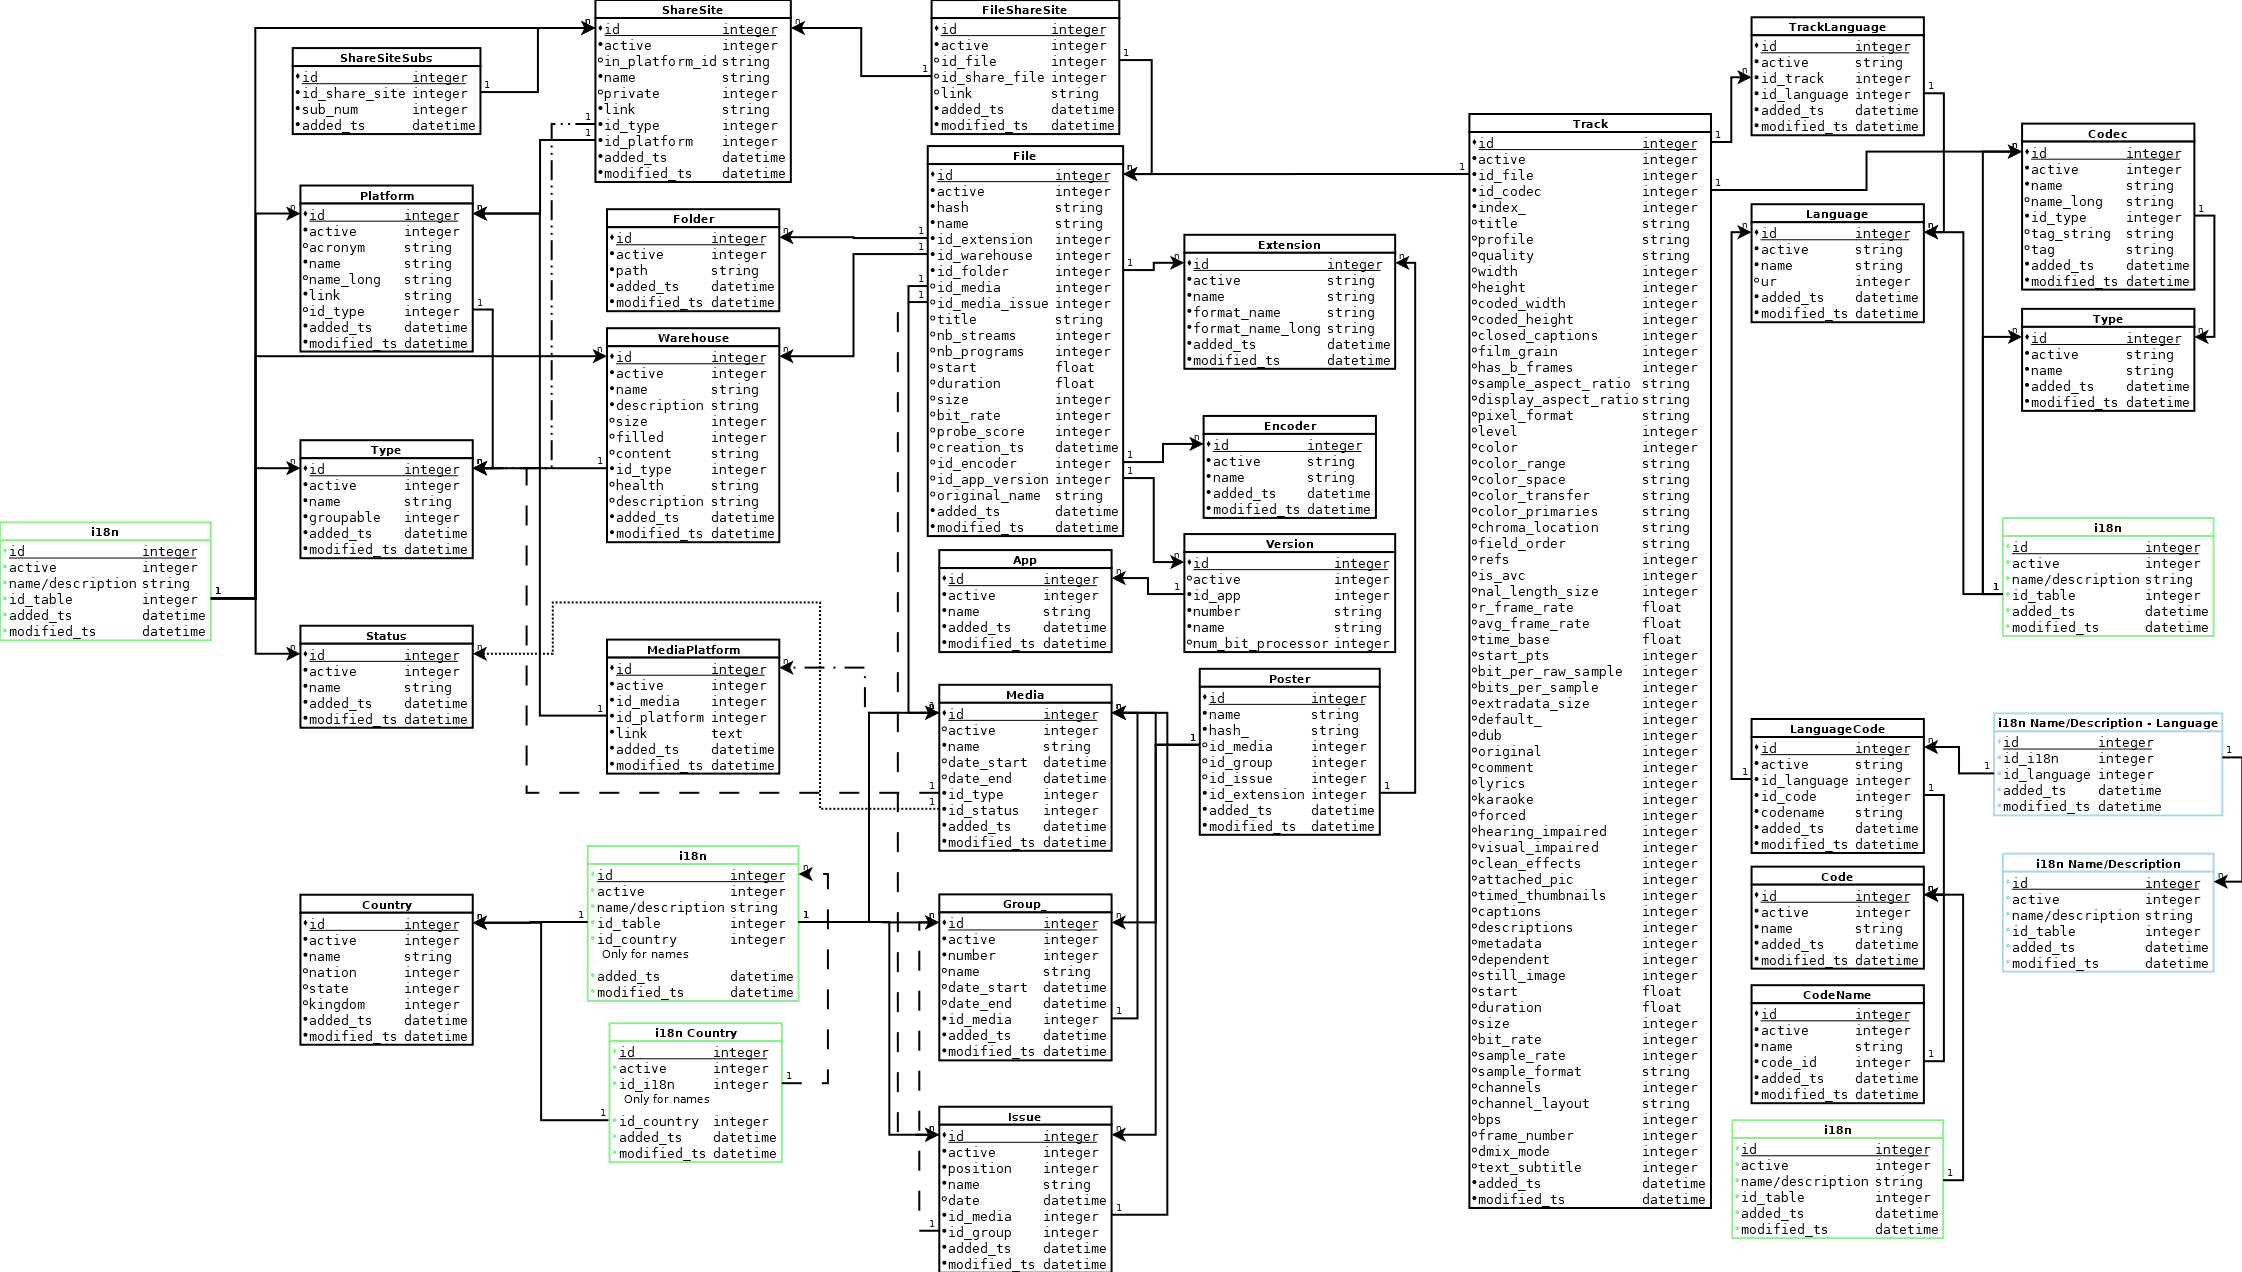 ShareSite
id integer
active integer
in_platform_id string
name string
private integer
link string
id_type integer
id_platform integer
added_ts datetime
modified_ts datetime
FileShareSite
id integer
active integer
id_file integer
id_share_file integer
link string
added_ts datetime
modified_ts datetime
TrackLanguage
id integer
active string
id_track integer
id_language integer
added_ts datetime
modified_ts datetime
ShareSiteSubs
id integer
id_share_site integer
sub_num integer
added_ts datetime
Track
id integer
active integer
id_file integer
id_codec integer
index_ integer
title string
profile string
quality string
width integer
height integer
coded_width integer
coded_height integer
closed_captions integer
film_grain integer
has_b_frames integer
sample_aspect_ratio string
display_aspect_ratio string
pixel_format string
level integer
color integer
color_range string
color_space string
color_transfer string
color_primaries string
chroma_location string
field_order string
refs integer
is_avc integer
nal_length_size integer
r_frame_rate float
avg_frame_rate float
time_base float
start_pts integer
bit_per_raw_sample integer
bits_per_sample integer
extradata_size integer
default_ integer
dub integer
original integer
comment integer
lyrics integer
karaoke integer
forced integer
hearing_impaired integer
visual_impaired integer
clean_effects integer
attached_pic integer
timed_thumbnails integer
captions integer
descriptions integer
metadata integer
dependent integer
still_image integer
start float
duration float
size integer
bit_rate integer
sample_rate integer
sample_format string
channels integer
channel_layout string
bps integer
frame_number integer
dmix_mode integer
text_subtitle integer
added_ts datetime
modified_ts datetime
Codec
id integer
active integer
name string
name_long string
id_type integer
tag_string string
tag string
added_ts datetime
modified_ts datetime
File
id integer
active integer
hash string
name string
id_extension integer
id_warehouse integer
id_folder integer
id_media integer
id_media_issue integer
title string
nb_streams integer
nb_programs integer
start float
duration float
size integer
bit_rate integer
probe_score integer
creation_ts datetime
id_encoder integer
id_app_version integer
original_name string
added_ts datetime
modified_ts datetime
Platform
id integer
active integer
acronym string
name string
name_long string
link string
id_type integer
added_ts datetime
modified_ts datetime
Folder
id integer
active integer
path string
added_ts datetime
modified_ts datetime
Language
id integer
active string
name string
ur integer
added_ts datetime
modified_ts datetime
Extension
id integer
active string
name string
format_name string
format_name_long string
added_ts datetime
modified_ts datetime
Type
id integer
active string
name string
added_ts datetime
modified_ts datetime
Warehouse
id integer
active integer
name string
description string
size integer
filled integer
content string
id_type integer
health string
description string
added_ts datetime
modified_ts datetime
Encoder
id integer
active string
name string
added_ts datetime
modified_ts datetime
Type
id integer
active integer
name string
groupable integer
added_ts datetime
modified_ts datetime
i18n
id integer
active integer
name/description string
id_table integer
added_ts datetime
modified_ts datetime
i18n
id integer
active integer
name/description string
id_table integer
added_ts datetime
modified_ts datetime
Version
id integer
active integer
id_app integer
number string
name string
num_bit_processor integer
App
id integer
active integer
name string
added_ts datetime
modified_ts datetime
Status
id integer
active integer
name string
added_ts datetime
modified_ts datetime
MediaPlatform
id integer
active integer
id_media integer
id_platform integer
link text
added_ts datetime
modified_ts datetime
Poster
id integer
name string
hash_ string
id_media integer
id_group integer
id_issue integer
id_extension integer
added_ts datetime
modified_ts datetime
Media
id integer
active integer
name string
date_start datetime
date_end datetime
id_type integer
id_status integer
added_ts datetime
modified_ts datetime
LanguageCode
id integer
active string
id_language integer
id_code integer
codename string
added_ts datetime
modified_ts datetime
i18n Name/Description - Language
id integer
id_i18n integer
id_language integer
added_ts datetime
modified_ts datetime
i18n
id integer
active integer
name/description string
id_table integer
id_country integer
Only for names
added_ts datetime
modified_ts datetime
i18n Name/Description
id integer
active integer
name/description string
id_table integer
added_ts datetime
modified_ts datetime
Code
id integer
active integer
name string
added_ts datetime
modified_ts datetime
Country
id integer
active integer
name string
nation integer
state integer
kingdom integer
added_ts datetime
modified_ts datetime
Group_
id integer
active integer
number integer
name string
date_start datetime
date_end datetime
id_media integer
added_ts datetime
modified_ts datetime
CodeName
id integer
active integer
name string
code_id integer
added_ts datetime
modified_ts datetime
i18n Country
id integer
active integer
id_i18n integer
Only for names
id_country integer
added_ts datetime
modified_ts datetime
Issue
id integer
active integer
position integer
name string
date datetime
id_media integer
id_group integer
added_ts datetime
modified_ts datetime
i18n
id integer
active integer
name/description string
id_table integer
added_ts datetime
modified_ts datetime